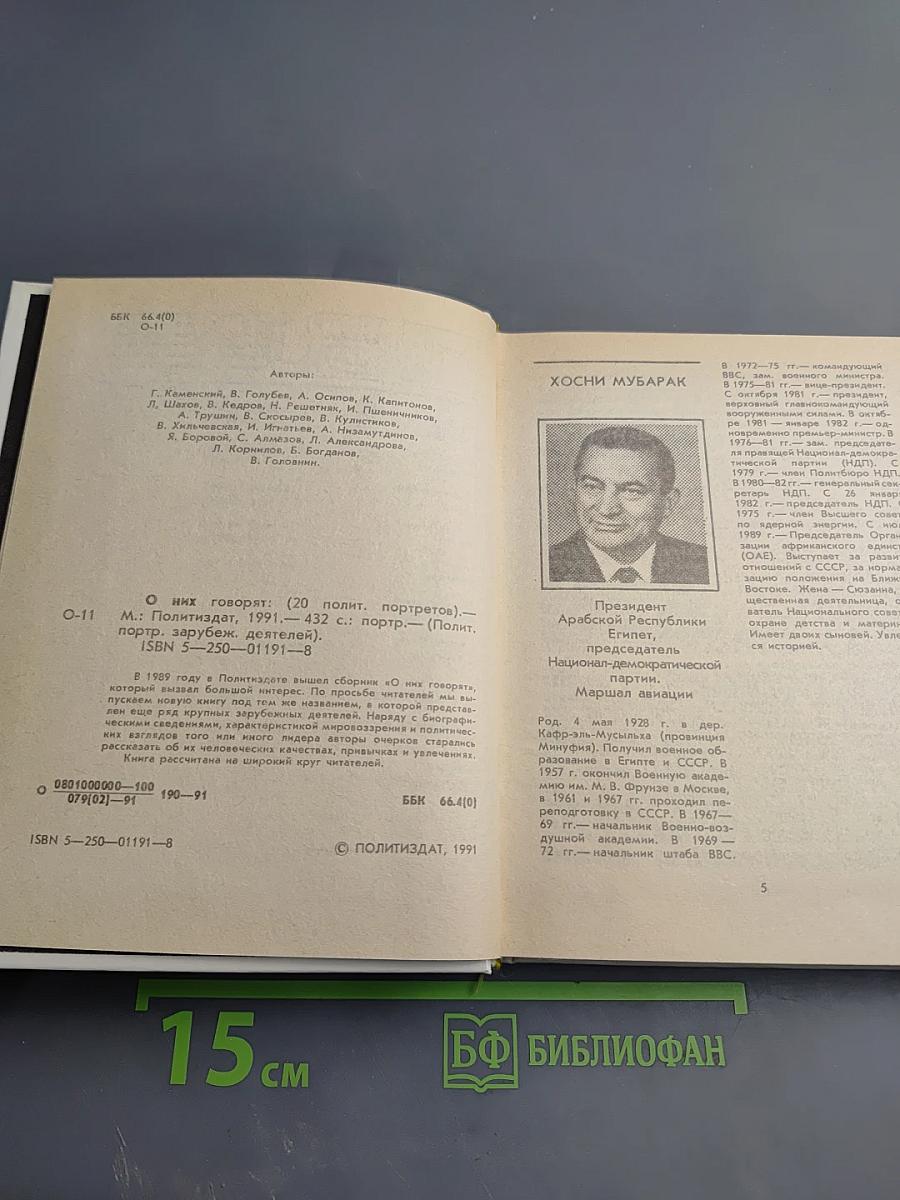 ББК 66.4(0)
О-11
Авторы:
Г. Каменский, В. Голубев, А. Осипов, К. Капитонов,
Л. Шахов, В. Кедров, Н. Решетняк, И. Пшеничников,
А. Трушин, В. Скосырев, В. Кулистиков,
В. Хильчевская, И. Игнатьев, А. Низамутдинов,
Я. Боровой, С. Алмазов, Л. Александрова,
Л. Корнилов, Б. Богданов,
В. Головнин.
О них говорят: (20 полит. портретов).—
О-11 М.: Политиздат, 1991.— 432 с.: портр.— (Полит.
портр. зарубеж. деятелей).
ISBN 5—250—01191—8
В 1989 году в Политиздате вышел сборник «О них говорят»,
который вызвал большой интерес. По просьбе читателей мы вы-
пускаем новую книгу под тем же названием, в которой представ-
лен еще ряд крупных зарубежных деятелей. Наряду с биографи-
ческими сведениями, характеристикой мировоззрения и политичес-
ких взглядов того или иного лидера авторы очерков старались
рассказать об их человеческих качествах, привычках и увлечениях.
Книга рассчитана на широкий круг читателей.
О 0801000000—100
079(02)—91 190—91
ББК 66.4(0)
ISBN 5—250—01191—8
© ПОЛИТИЗДАТ, 1991
ХОСНИ МУБАРАК
Президент
Арабской Республики
Египет,
председатель
Национал-демократической
партии.
Маршал авиации
Род. 4 мая 1928 г. в дер.
Кафр-эль-Мусыльха (провинция
Минуфия). Получил военное об-
разование в Египте и СССР. В
1957 г. окончил Военную акаде-
мию им. М. В. Фрунзе в Москве,
в 1961 и 1967 гг. проходил пе-
реподготовку в СССР. В 1967—
69 гг.— начальник Военно-воз-
душной академии. В 1969 —
72 гг.— начальник штаба ВВС.
В 1972—75 гг.— командующий
ВВС, зам. военного министра.
В 1975—81 гг.— вице-президент.
С октября 1981 г.— президент,
верховный главнокомандующий
вооруженными силами. В октяб-
ре 1981 — январе 1982 г.— од-
новременно премьер-министр. В
1976—81 гг.— зам. председате-
ля правящей Национал-демокра-
тической партии (НДП). С
1979 г.— член Политбюро НДП.
В 1980—82 гг.— генеральный сек-
ретарь НДП. С 26 январ
1982 г.— председатель НДП. С
1975 г.— член Высшего совет
по ядерной энергии. С июл
1989 г.— Председатель Орган
зации африканского единст
(ОАЕ). Выступает за разви
отношений с СССР, за норма
зацию положения на Ближ
Востоке. Жена — Сюзанна,
щественная деятельница, о
ватель Национального совет
охране детства и материн
Имеет двоих сыновей. Увле
ся историей.
5
15 см
БФ БИБЛИОФАН